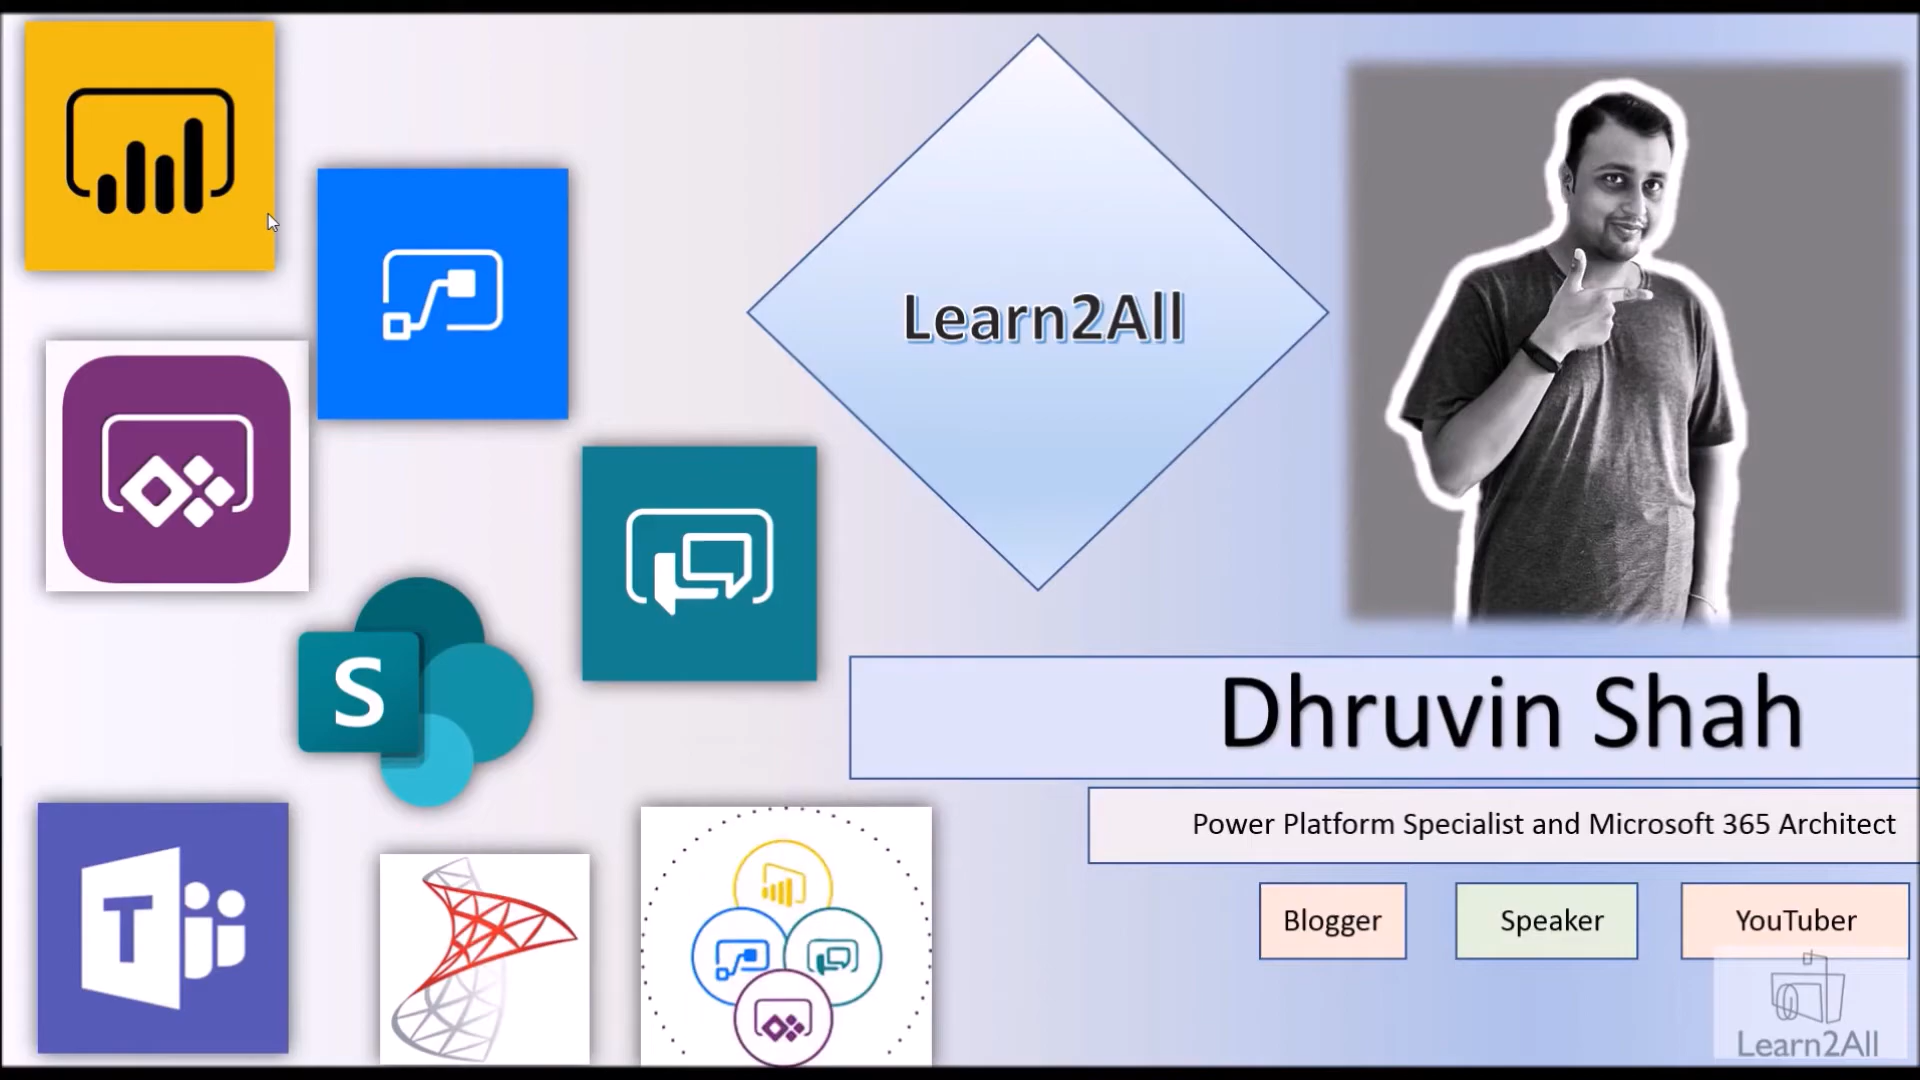 Learn2All
S
T
Dhruvin Shah
Power Platform Specialist and Microsoft 365 Architect
Blogger
Speaker
YouTuber
Learn2All